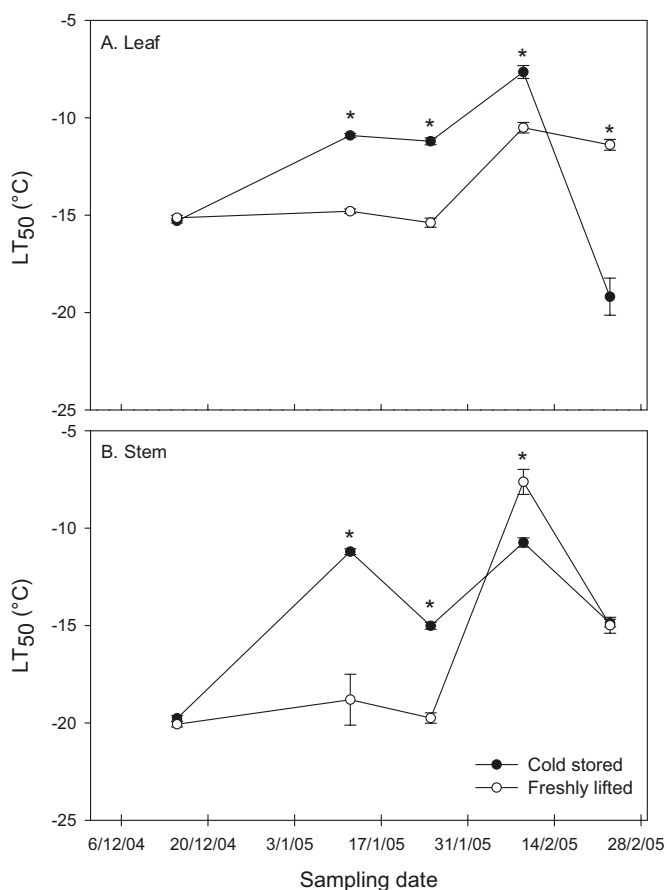 -5
A. Leaf
*
*
*
*
-10
-15
-20
-25
LT50 (°C)
-5
B. Stem
*
*
*
-10
-15
-20
-25
LT50 (°C)
Cold stored
Freshly lifted
6/12/04 20/12/04 3/1/05 17/1/05 31/1/05 14/2/05 28/2/05
Sampling date